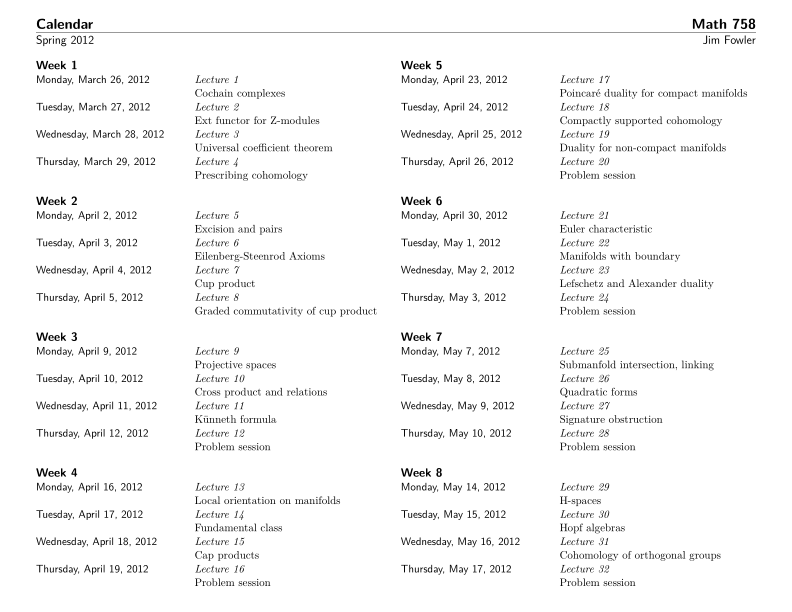 Calendar
Math 758
Spring 2012
Jim Fowler
Week 1
Monday, March 26, 2012 Lecture 1
Cochain complexes
Tuesday, March 27, 2012 Lecture 2
Ext functor for Z-modules
Wednesday, March 28, 2012 Lecture 3
Universal coefficient theorem
Thursday, March 29, 2012 Lecture 4
Prescribing cohomology
Week 2
Monday, April 2, 2012 Lecture 5
Excision and pairs
Tuesday, April 3, 2012 Lecture 6
Eilenberg-Steenrod Axioms
Wednesday, April 4, 2012 Lecture 7
Cup product
Thursday, April 5, 2012 Lecture 8
Graded commutativity of cup product
Week 3
Monday, April 9, 2012 Lecture 9
Projective spaces
Tuesday, April 10, 2012 Lecture 10
Cross product and relations
Wednesday, April 11, 2012 Lecture 11
Künneth formula
Thursday, April 12, 2012 Lecture 12
Problem session
Week 4
Monday, April 16, 2012 Lecture 13
Local orientation on manifolds
Tuesday, April 17, 2012 Lecture 14
Fundamental class
Wednesday, April 18, 2012 Lecture 15
Cap products
Thursday, April 19, 2012 Lecture 16
Problem session
Week 5
Monday, April 23, 2012 Lecture 17
Poincaré duality for compact manifolds
Tuesday, April 24, 2012 Lecture 18
Compactly supported cohomology
Wednesday, April 25, 2012 Lecture 19
Duality for non-compact manifolds
Thursday, April 26, 2012 Lecture 20
Problem session
Week 6
Monday, April 30, 2012 Lecture 21
Euler characteristic
Tuesday, May 1, 2012 Lecture 22
Manifolds with boundary
Wednesday, May 2, 2012 Lecture 23
Lefschetz and Alexander duality
Thursday, May 3, 2012 Lecture 24
Problem session
Week 7
Monday, May 7, 2012 Lecture 25
Submanfold intersection, linking
Tuesday, May 8, 2012 Lecture 26
Quadratic forms
Wednesday, May 9, 2012 Lecture 27
Signature obstruction
Thursday, May 10, 2012 Lecture 28
Problem session
Week 8
Monday, May 14, 2012 Lecture 29
H-spaces
Tuesday, May 15, 2012 Lecture 30
Hopf algebras
Wednesday, May 16, 2012 Lecture 31
Cohomology of orthogonal groups
Thursday, May 17, 2012 Lecture 32
Problem session